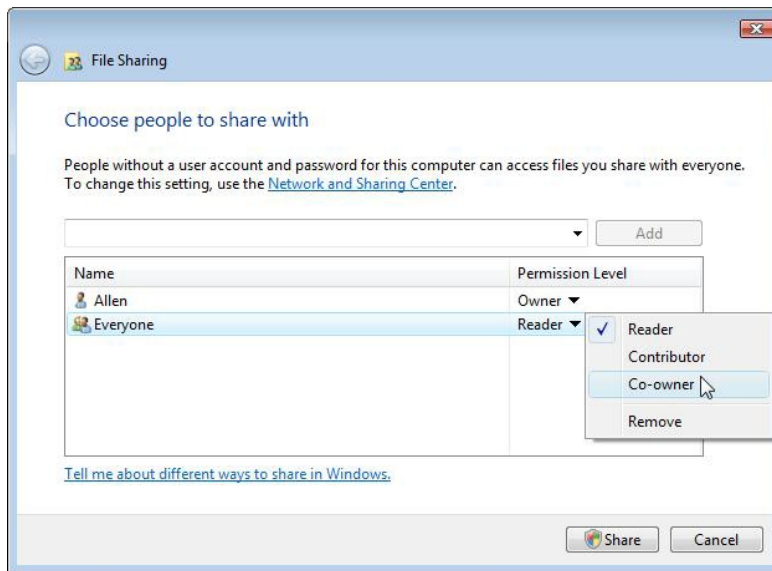 File Sharing
Choose people to share with
People without a user account and password for this computer can access files you share with everyone.
To change this setting, use the Network and Sharing Center.
Add
Name Permission Level
Allen Owner
Everyone Reader
Reader
Contributor
Co-owner
Remove
Tell me about different ways to share in Windows.
Share Cancel